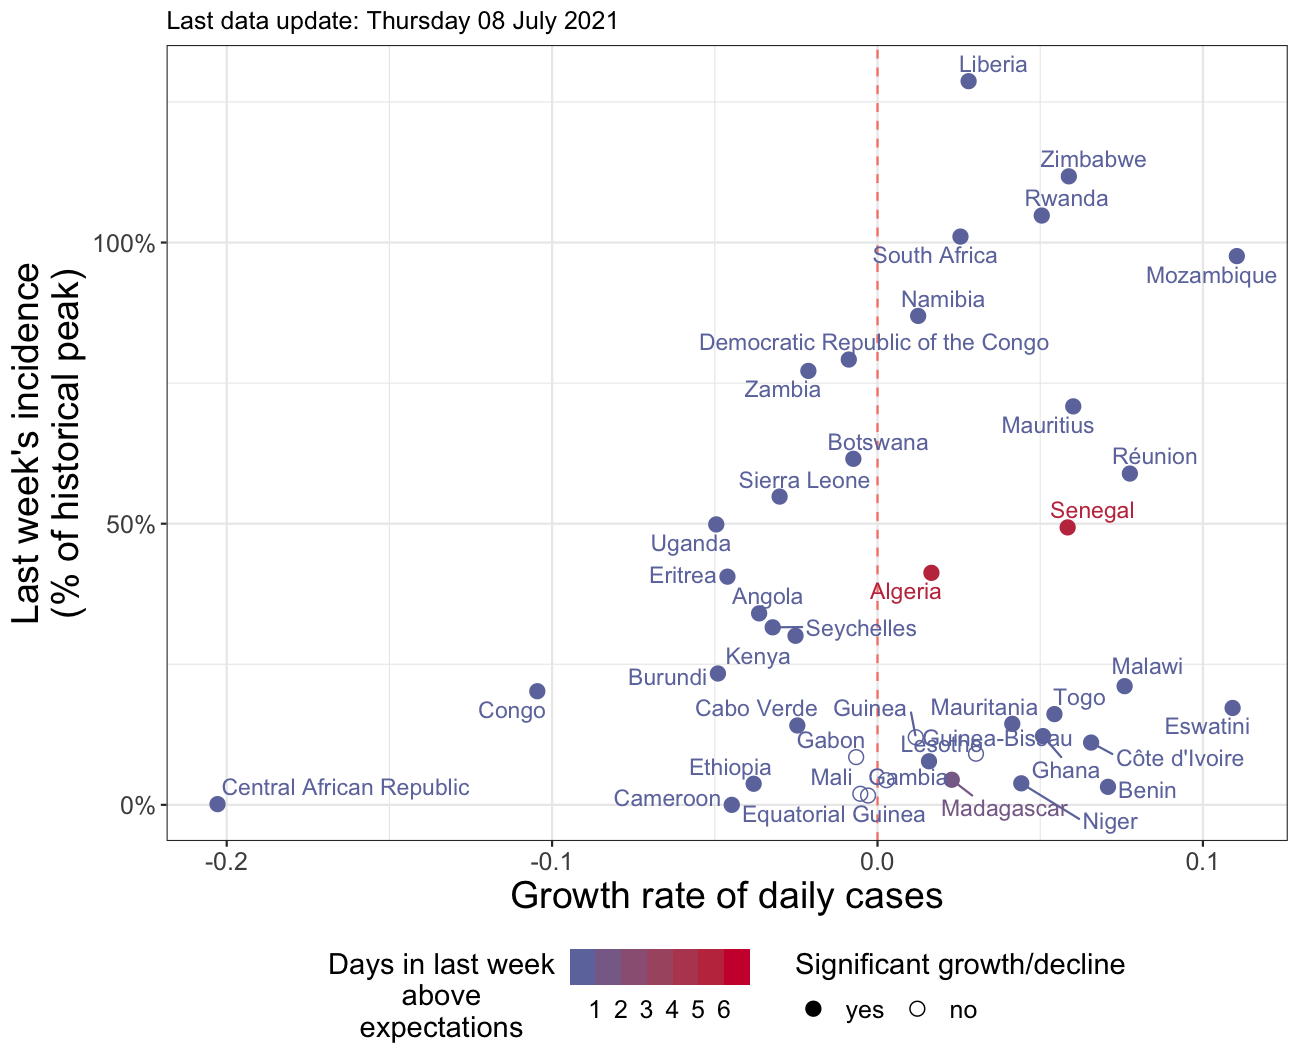 Last data update: Thursday 08 July 2021
Liberia
Zimbabwe
Rwanda
100%
South Africa
Mozambique
Namibia
Democratic Republic of the Congo
Zambia
Mauritius
Botswana
Réunion
Sierra Leone
Senegal
50%
Uganda
Eritrea
Algeria
Angola
Seychelles
Kenya
Malawi
Burundi
Togo
Congo
Cabo Verde
Guinea
Mauritania
Eswatini
Gabon
Guinea-Bissau
Lesotho
Côte d'Ivoire
Ethiopia
Mali
Gambia
Ghana
Central African Republic
Benin
0%
Cameroon
Madagascar
Equatorial Guinea
Niger
Last week's incidence
(% of historical peak)
-0.2
-0.1
0.0
0.1
Growth rate of daily cases
Days in last week
above
expectations
1 2 3 4 5 6
Significant growth/decline
yes
no